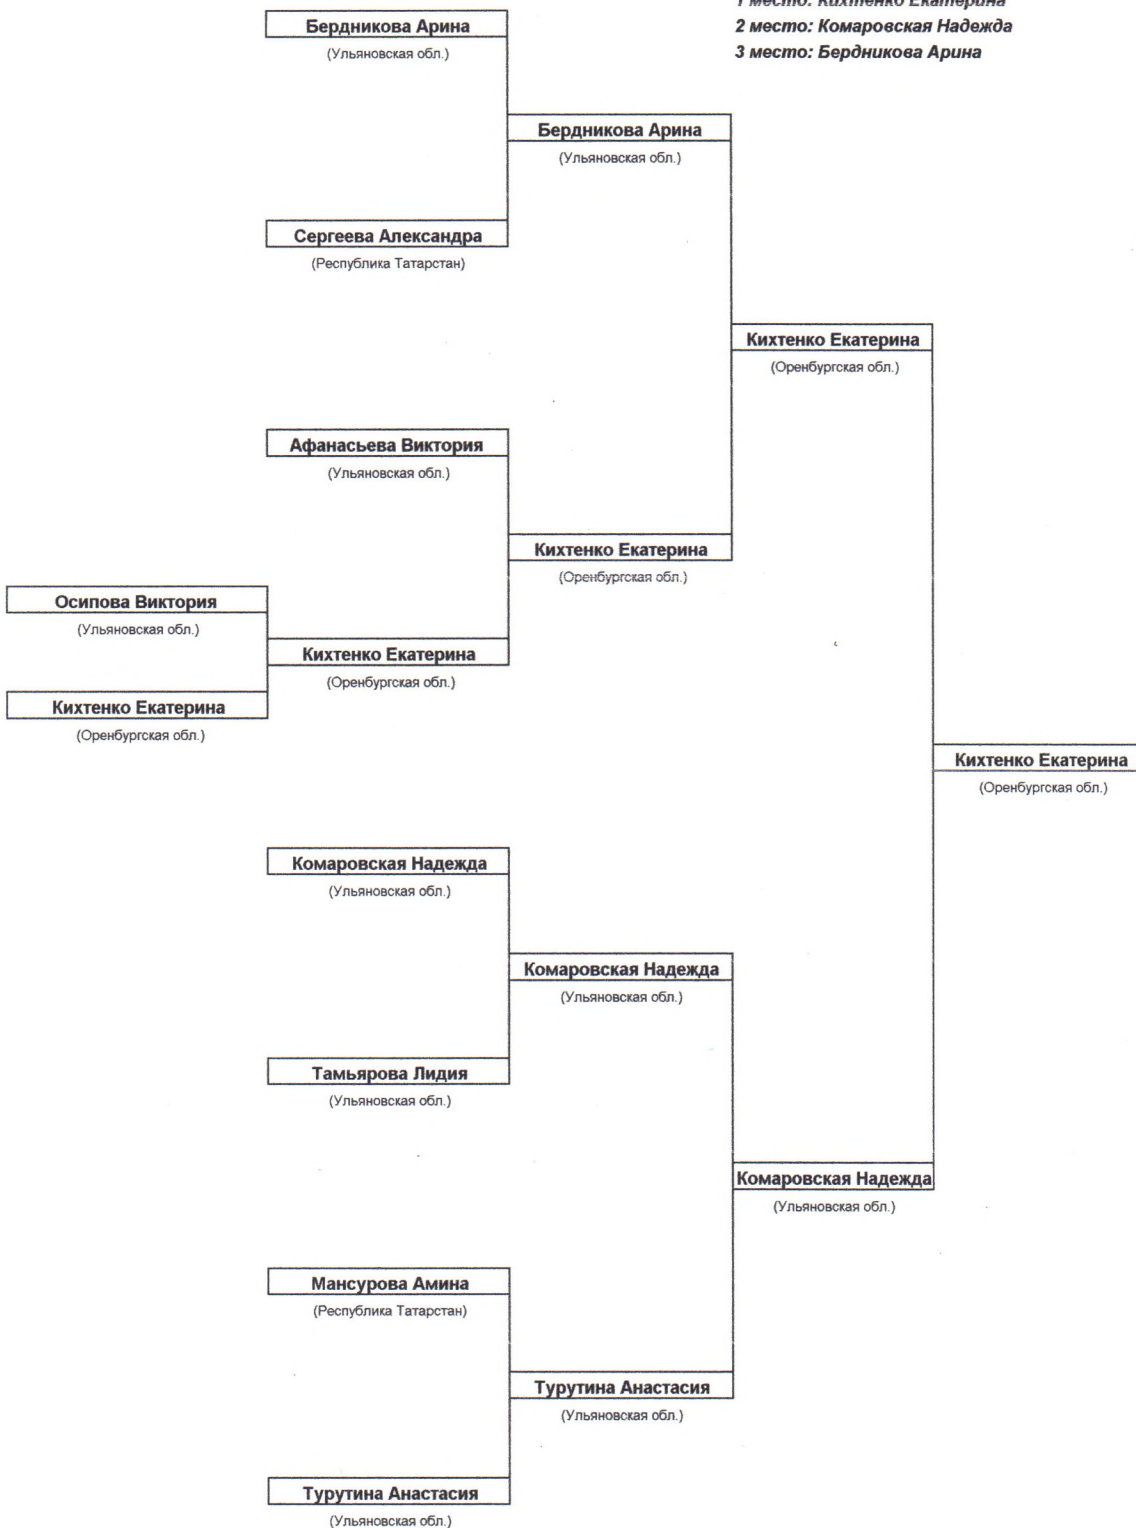 1 место: Кихтенко Екатерина
2 место: Комаровская Надежда
3 место: Бердникова Арина
Бердникова Арина
(Ульяновская обл.)
Бердникова Арина
(Ульяновская обл.)
Сергеева Александра
(Республика Татарстан)
Кихтенко Екатерина
(Оренбургская обл.)
Афанасьева Виктория
(Ульяновская обл.)
Кихтенко Екатерина
(Оренбургская обл.)
Осипова Виктория
(Ульяновская обл.)
Кихтенко Екатерина
(Оренбургская обл.)
Кихтенко Екатерина
(Оренбургская обл.)
Кихтенко Екатерина
(Оренбургская обл.)
Комаровская Надежда
(Ульяновская обл.)
Комаровская Надежда
(Ульяновская обл.)
Тамьярова Лидия
(Ульяновская обл.)
Комаровская Надежда
(Ульяновская обл.)
Мансурова Амина
(Республика Татарстан)
Турутина Анастасия
(Ульяновская обл.)
Турутина Анастасия
(Ульяновская обл.)